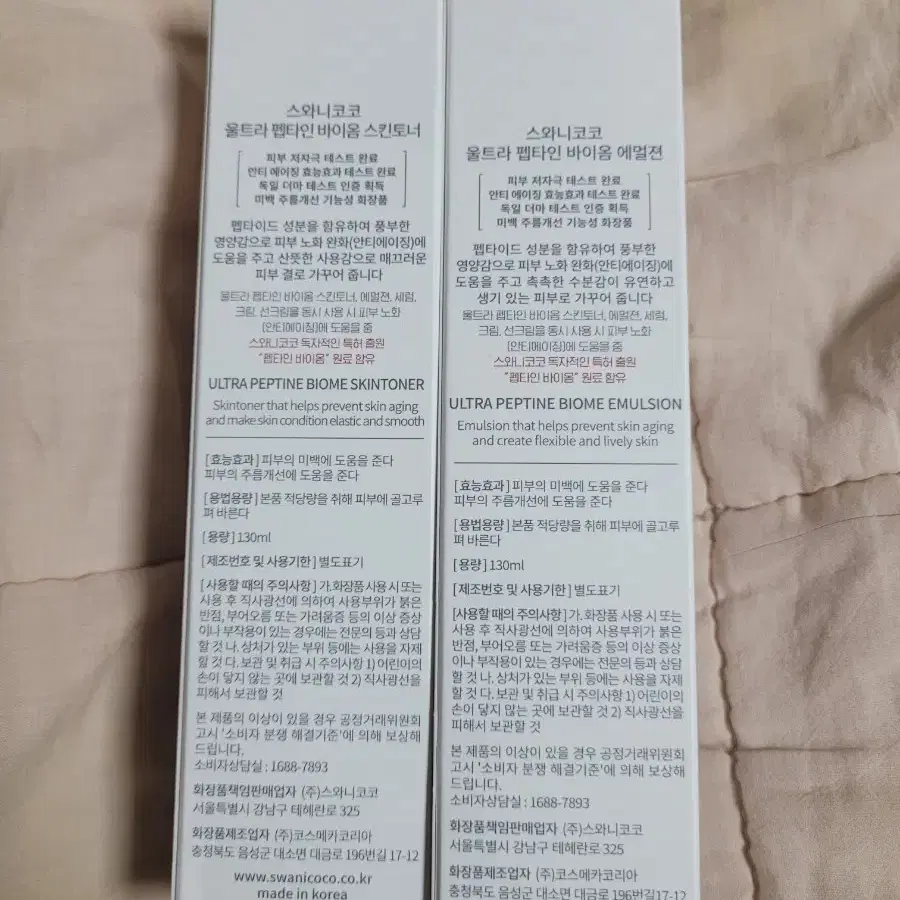 스와니코코
울트라 펩타인 바이옴 스킨토너
피부 저자극 테스트 완료
안티 에이징 효능효과 테스트 완료
독일 더마 테스트 인증 획득
미백 주름개선 기능성 화장품
펩타이드 성분을 함유하여 풍부한
영양감으로 피부 노화 완화(안티에이징)에
도움을 주고 산뜻한 사용감으로 매끄러운
피부 결로 가꾸어 줍니다
울트라 펩타인 바이옴 스킨토너, 에멀젼, 세럼,
크림, 선크림을 동시 사용 시 피부 노화
(안티에이징)에 도움을 줌
스와니코코 독자적인 특허 출원
"펩타인 바이옴" 원료 함유
ULTRA PEPTINE BIOME SKINTONER
Skintoner that helps prevent skin aging
and make skin condition elastic and smooth
[효능효과] 피부의 미백에 도움을 준다
피부의 주름개선에 도움을 준다
[용법용량] 본품 적당량을 취해 피부에 골고루
펴 바른다
[용량] 130ml
[제조번호 및 사용기한] 별도표기
[사용할 때의 주의사항] 가.화장품 사용 시 또는
사용 후 직사광선에 의하여 사용부위가 붉은
반점, 부어오름 또는 가려움증 등의 이상 증상
이나 부작용이 있는 경우에는 전문의 등과 상담
할 것 나. 상처가 있는 부위 등에는 사용을 자제
할 것 다. 보관 및 취급 시 주의사항 1) 어린이의
손이 닿지 않는 곳에 보관할 것 2) 직사광선을
피해서 보관할 것
본 제품의 이상이 있을 경우 공정거래위원회
고시 '소비자 분쟁 해결기준'에 의해 보상해
드립니다.
소비자상담실 : 1688-7893
화장품책임판매업자 (주)스와니코코
서울특별시 강남구 테헤란로 325
화장품제조업자 (주)코스메카코리아
충청북도 음성군 대소면 대금로 196번길 17-12
www.swanicoco.co.kr
made in korea
스와니코코
울트라 펩타인 바이옴 에멀젼
피부 저자극 테스트 완료
안티 에이징 효능효과 테스트 완료
독일 더마 테스트 인증 획득
미백 주름개선 기능성 화장품
펩타이드 성분을 함유하여 풍부한
영양감으로 피부 노화 완화(안티에이징)에
도움을 주고 촉촉한 수분감이 유연하고
생기 있는 피부로 가꾸어 줍니다
울트라 펩타인 바이옴 스킨토너, 에멀젼, 세럼,
크림, 선크림을 동시 사용 시 피부 노화
(안티에이징)에 도움을 줌
스와니코코 독자적인 특허 출원
"펩타인 바이옴" 원료 함유
ULTRA PEPTINE BIOME EMULSION
Emulsion that helps prevent skin aging
and create flexible and lively skin
[효능효과] 피부의 미백에 도움을 준다
피부의 주름개선에 도움을 준다
[용법용량] 본품 적당량을 취해 피부에 골고루
펴 바른다
[용량] 130ml
[제조번호 및 사용기한] 별도표기
[사용할 때의 주의사항] 가.화장품 사용 시 또는
사용 후 직사광선에 의하여 사용부위가 붉은
반점, 부어오름 또는 가려움증 등의 이상 증상
이나 부작용이 있는 경우에는 전문의 등과 상담
할 것 나. 상처가 있는 부위 등에는 사용을 자제
할 것 다. 보관 및 취급 시 주의사항 1) 어린이의
손이 닿지 않는 곳에 보관할 것 2) 직사광선을
피해서 보관할 것
본 제품의 이상이 있을 경우 공정거래위원회
고시 '소비자 분쟁 해결기준'에 의해 보상해
드립니다.
소비자상담실 : 1688-7893
화장품책임판매업자 (주)스와니코코
서울특별시 강남구 테헤란로 325
화장품제조업자 (주)코스메카코리아
충청북도 음성군 대소면 대금로 196번길 17-12